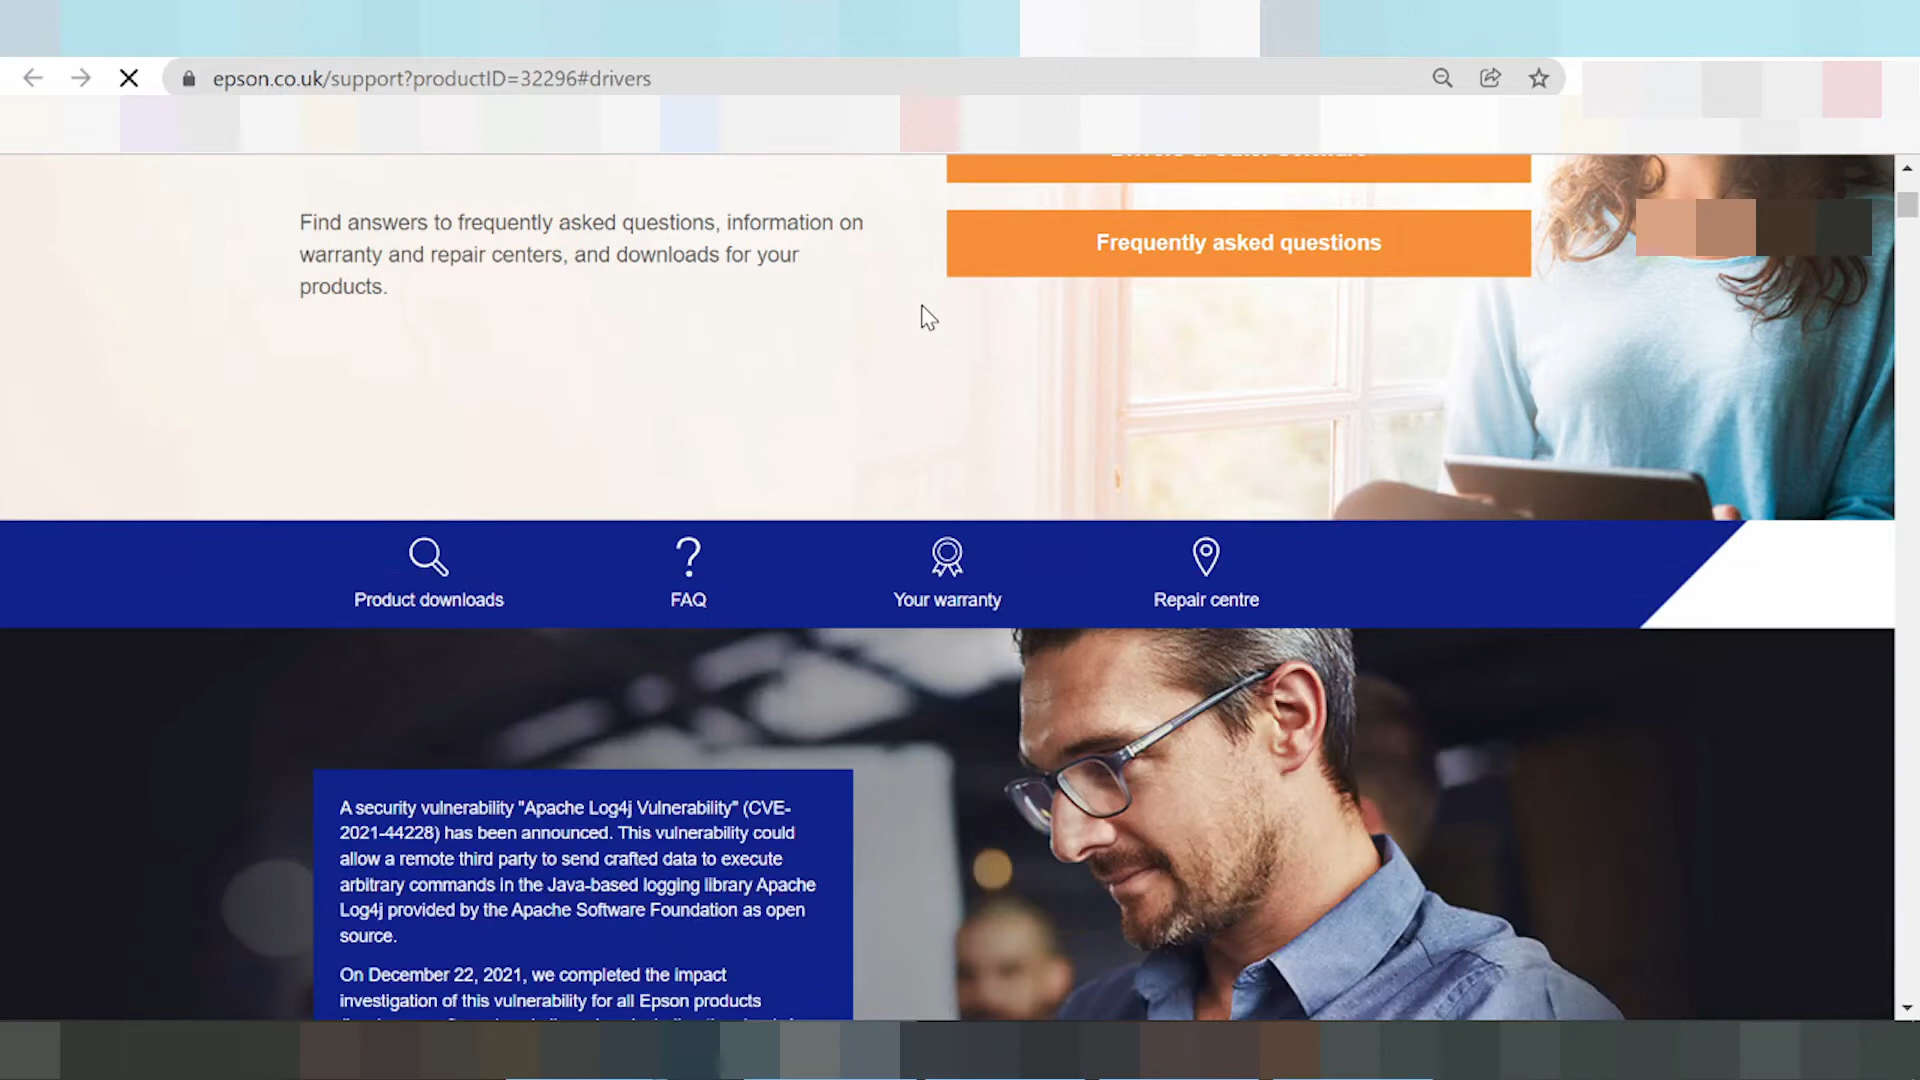 epson.co.uk/support?productID=32296#drivers
Find answers to frequently asked questions, information on
warranty and repair centers, and downloads for your
products.
Frequently asked questions
Product downloads
FAQ
Your warranty
Repair centre
A security vulnerability "Apache Log4j Vulnerability" (CVE-
2021-44228) has been announced. This vulnerability could
allow a remote third party to send crafted data to execute
arbitrary commands in the Java-based logging library Apache
Log4j provided by the Apache Software Foundation as open
source.
On December 22, 2021, we completed the impact
investigation of this vulnerability for all Epson products